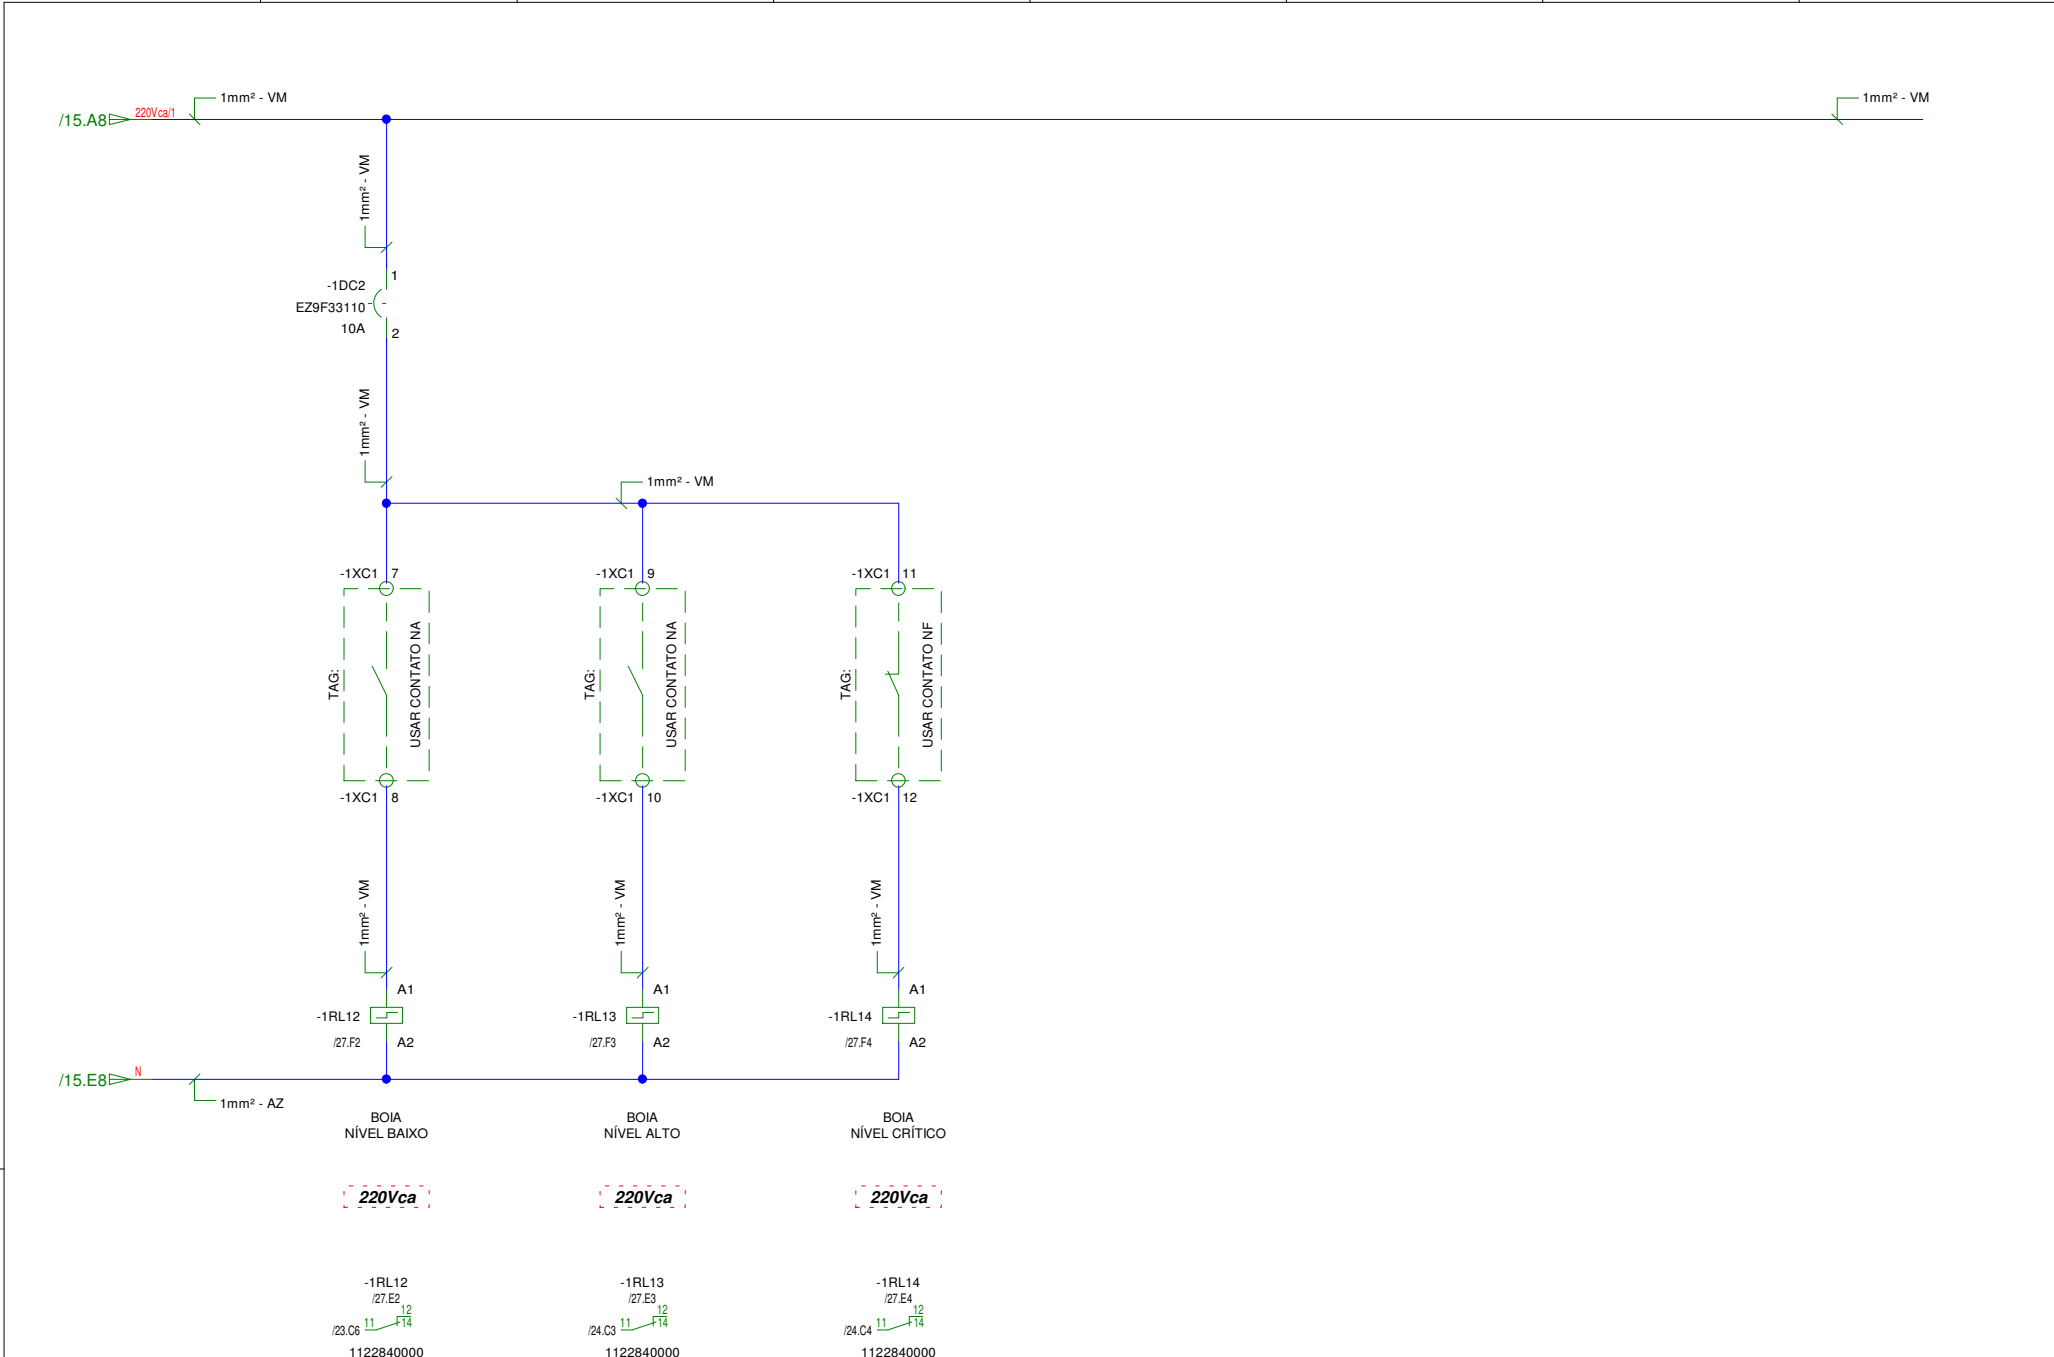 1mm² - VM
1mm² - VM
/15.A8
220Vca/1
1mm² - VM
-1DC2
1
EZ9F33110
10A
2
1mm² - VM
1mm² - VM
-1XC1 7
-1XC1 9
-1XC1 11
TAG:
USAR CONTATO NA
TAG:
USAR CONTATO NA
TAG:
USAR CONTATO NF
-1XC1 8
-1XC1 10
-1XC1 12
1mm² - VM
1mm² - VM
1mm² - VM
A1
A1
A1
-1RL12
-1RL13
-1RL14
/27.F2
A2
/27.F3
A2
/27.F4
A2
/15.E8
N
1mm² - AZ
BOIA
NÍVEL BAIXO
BOIA
NÍVEL ALTO
BOIA
NÍVEL CRÍTICO
220Vca
220Vca
220Vca
-1RL12
/27.E2
12
/23.C6 11 14
1122840000
-1RL13
/27.E3
12
/24.C3 11 14
1122840000
-1RL14
/27.E4
12
/24.C4 11 14
1122840000